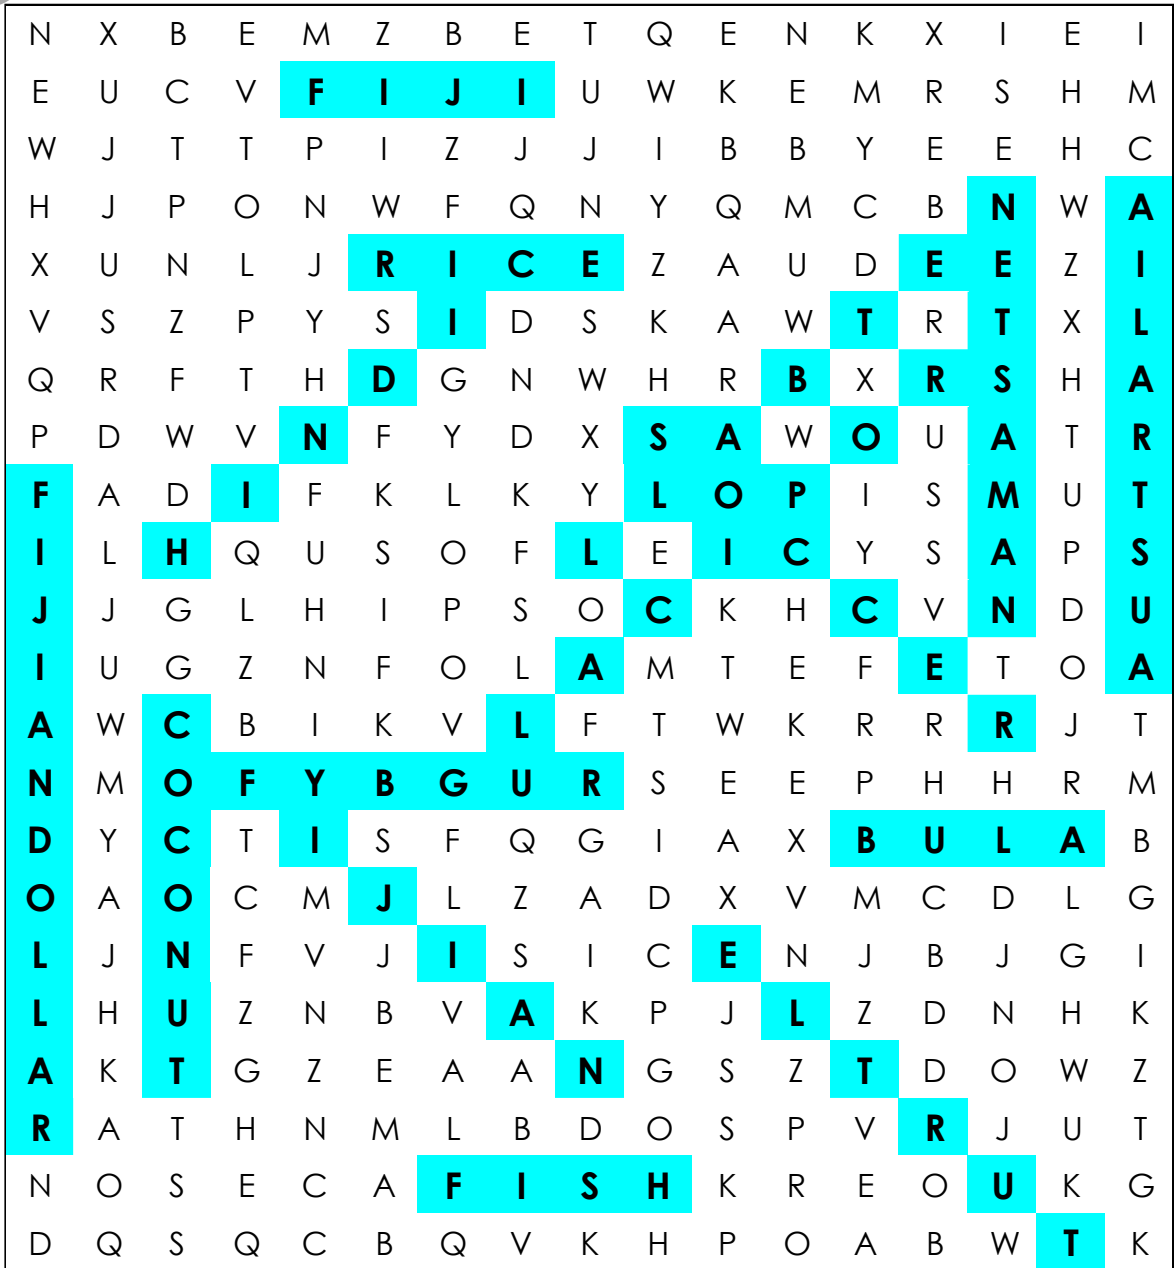 N X B E M Z B E T Q E N K X I E I
E U C V F I J I U W K E M R S H M
W J T T P I Z J J I B B Y E E H C
H J P O N W F Q N Y Q M C B N W A
X U N L J R I C E Z A U D E E Z I
V S Z P Y S I D S K A W T R T X L
Q R F T H D G N W H R B X R S H A
P D W V N F Y D X S A W O U A T R
F A D I F K L K Y L O P I S M U T
I L H Q U S O F L E I C Y S A P S
J J G L H I P S O C K H C V N D U
I U G Z N F O L A M T E F E T O A
A W C B I K V L F T W K R R R J T
N M O F Y B G U R S E E P H H R M
D Y C T I S F Q G I A X B U L A B
O A O C M J L Z A D X V M C D L G
L J N F V J I S I C E N J B J G I
L H U Z N B V A K P J L Z D N H K
A K T G Z E A A N G S Z T D O W Z
R A T H N M L B D O S P V R J U T
N O S E C A F I S H K R E O U K G
D Q S Q C B Q V K H P O A B W T K